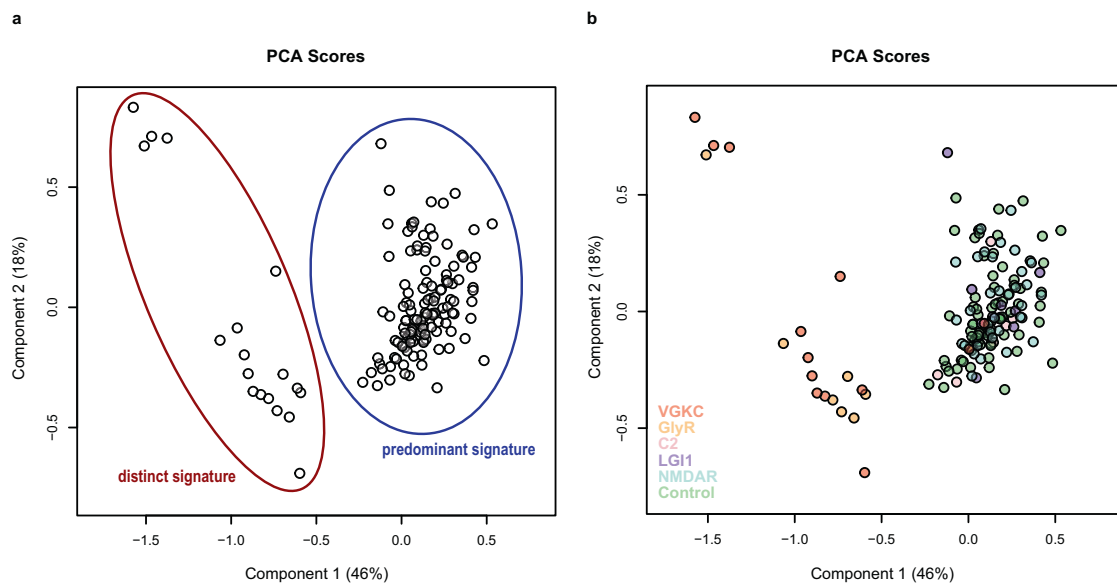 a
PCA Scores
Component 2 (18%)
0.5
0.0
−0.5
distinct signature
predominant signature
−1.5
−1.0
−0.5
0.0
0.5
Component 1 (46%)
b
PCA Scores
Component 2 (18%)
0.5
0.0
−0.5
VGKC
GlyR
C2
LGI1
NMDAR
Control
−1.5
−1.0
−0.5
0.0
0.5
Component 1 (46%)